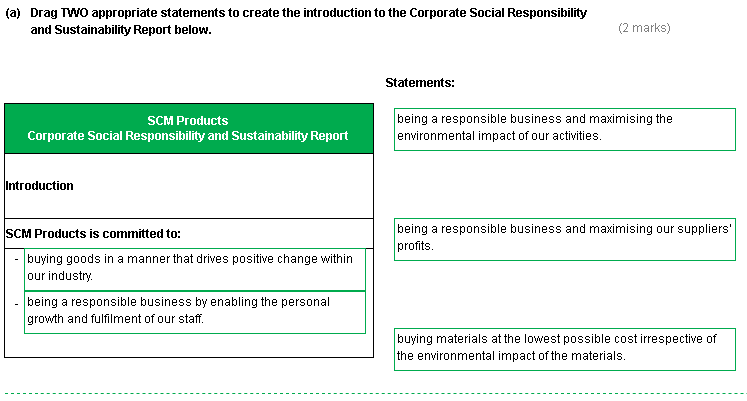 (a) Drag TWO appropriate statements to create the introduction to the Corporate Social Responsibility
and Sustainability Report below.
(2 marks)
Statements:
SCM Products
Corporate Social Responsibility and Sustainability Report
Introduction
SCM Products is committed to:
- buying goods in a manner that drives positive change within
our industry.
- being a responsible business by enabling the personal
growth and fulfilment of our staff.
being a responsible business and maximising the
environmental impact of our activities.
being a responsible business and maximising our suppliers'
profits.
buying materials at the lowest possible cost irrespective of
the environmental impact of the materials.